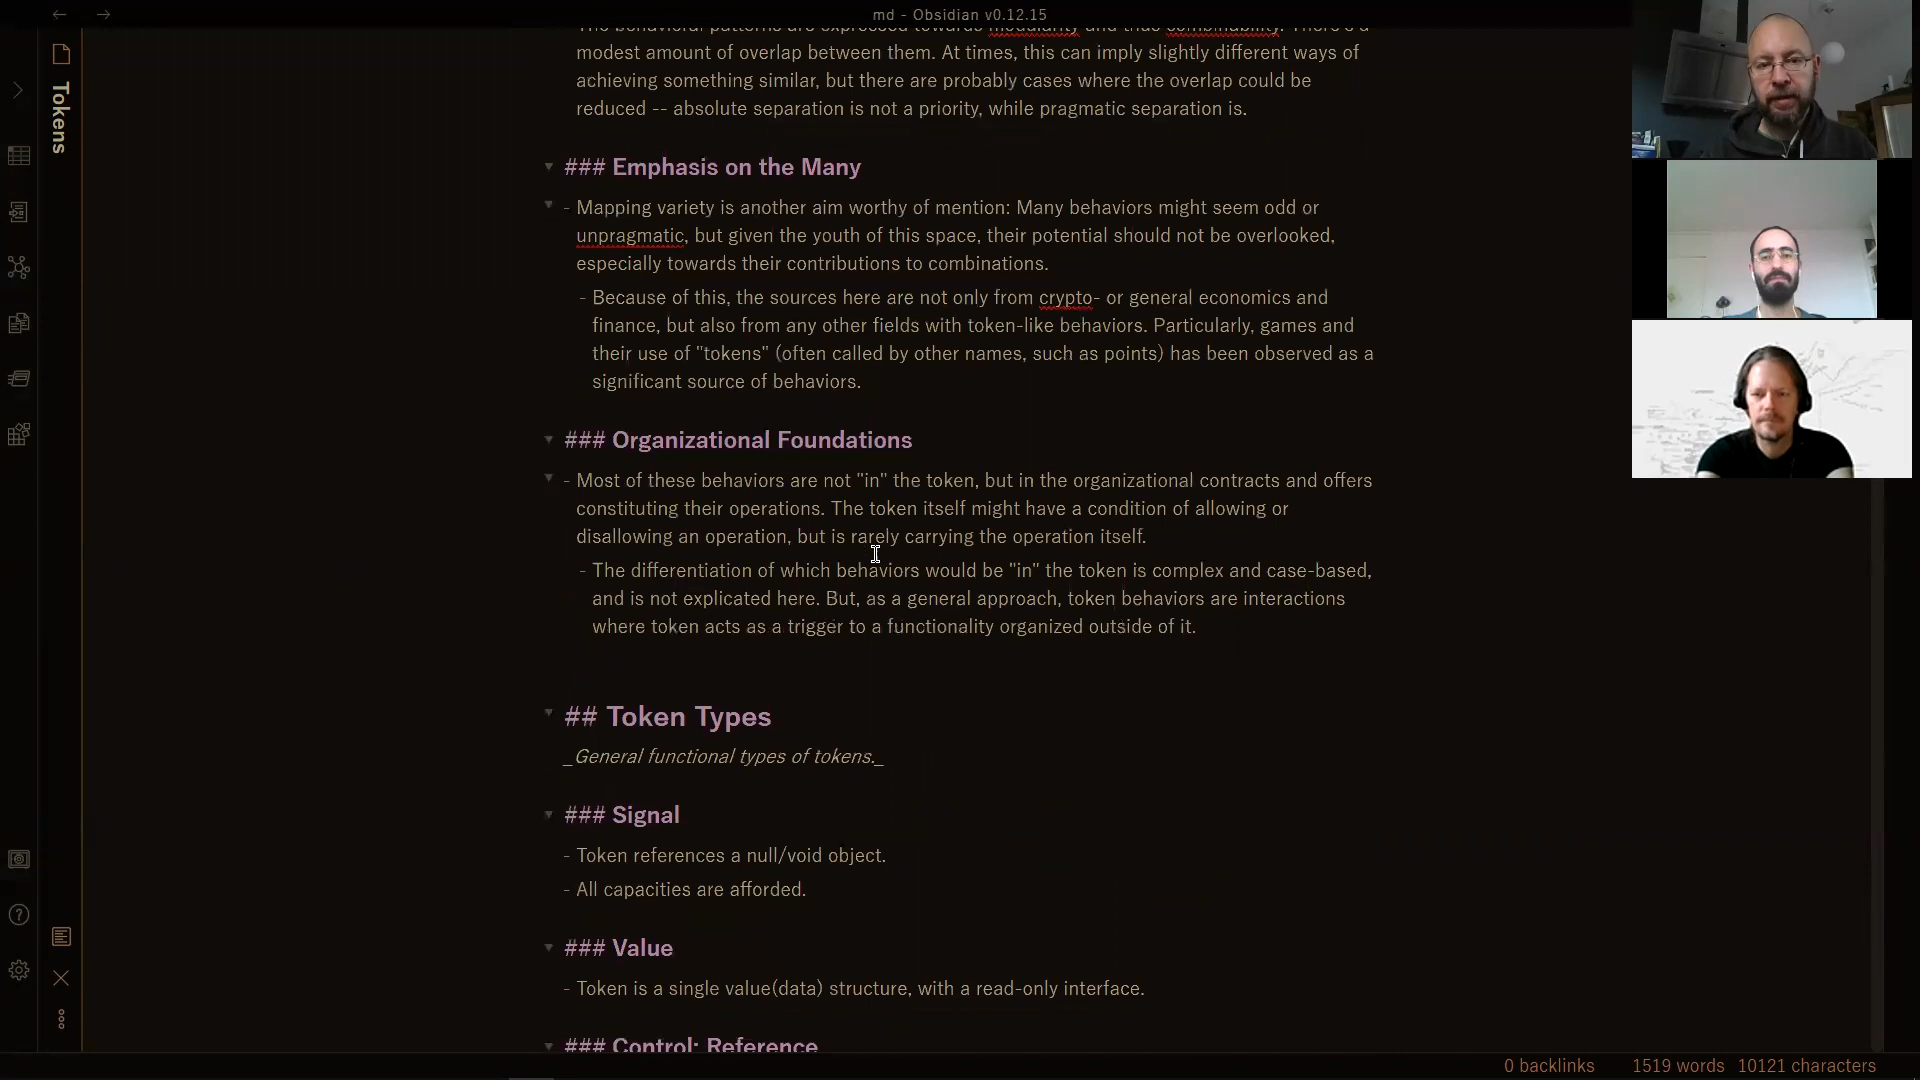 md - Obsidian v0.12.15
Tokens
The behavioral patterns are expressed towards modularity and thus combinability. There's a
modest amount of overlap between them. At times, this can imply slightly different ways of
achieving something similar, but there are probably cases where the overlap could be
reduced -- absolute separation is not a priority, while pragmatic separation is.
### Emphasis on the Many
- Mapping variety is another aim worthy of mention: Many behaviors might seem odd or
unpragmatic, but given the youth of this space, their potential should not be overlooked,
especially towards their contributions to combinations.
- Because of this, the sources here are not only from crypto- or general economics and
finance, but also from any other fields with token-like behaviors. Particularly, games and
their use of "tokens" (often called by other names, such as points) has been observed as a
significant source of behaviors.
### Organizational Foundations
- Most of these behaviors are not "in" the token, but in the organizational contracts and offers
constituting their operations. The token itself might have a condition of allowing or
disallowing an operation, but is rarely carrying the operation itself.
- The differentiation of which behaviors would be "in" the token is complex and case-based,
and is not explicated here. But, as a general approach, token behaviors are interactions
where token acts as a trigger to a functionality organized outside of it.
## Token Types
_General functional types of tokens._
### Signal
- Token references a null/void object.
- All capacities are afforded.
### Value
- Token is a single value(data) structure, with a read-only interface.
### Control: Reference
0 backlinks 1519 words 10121 characters